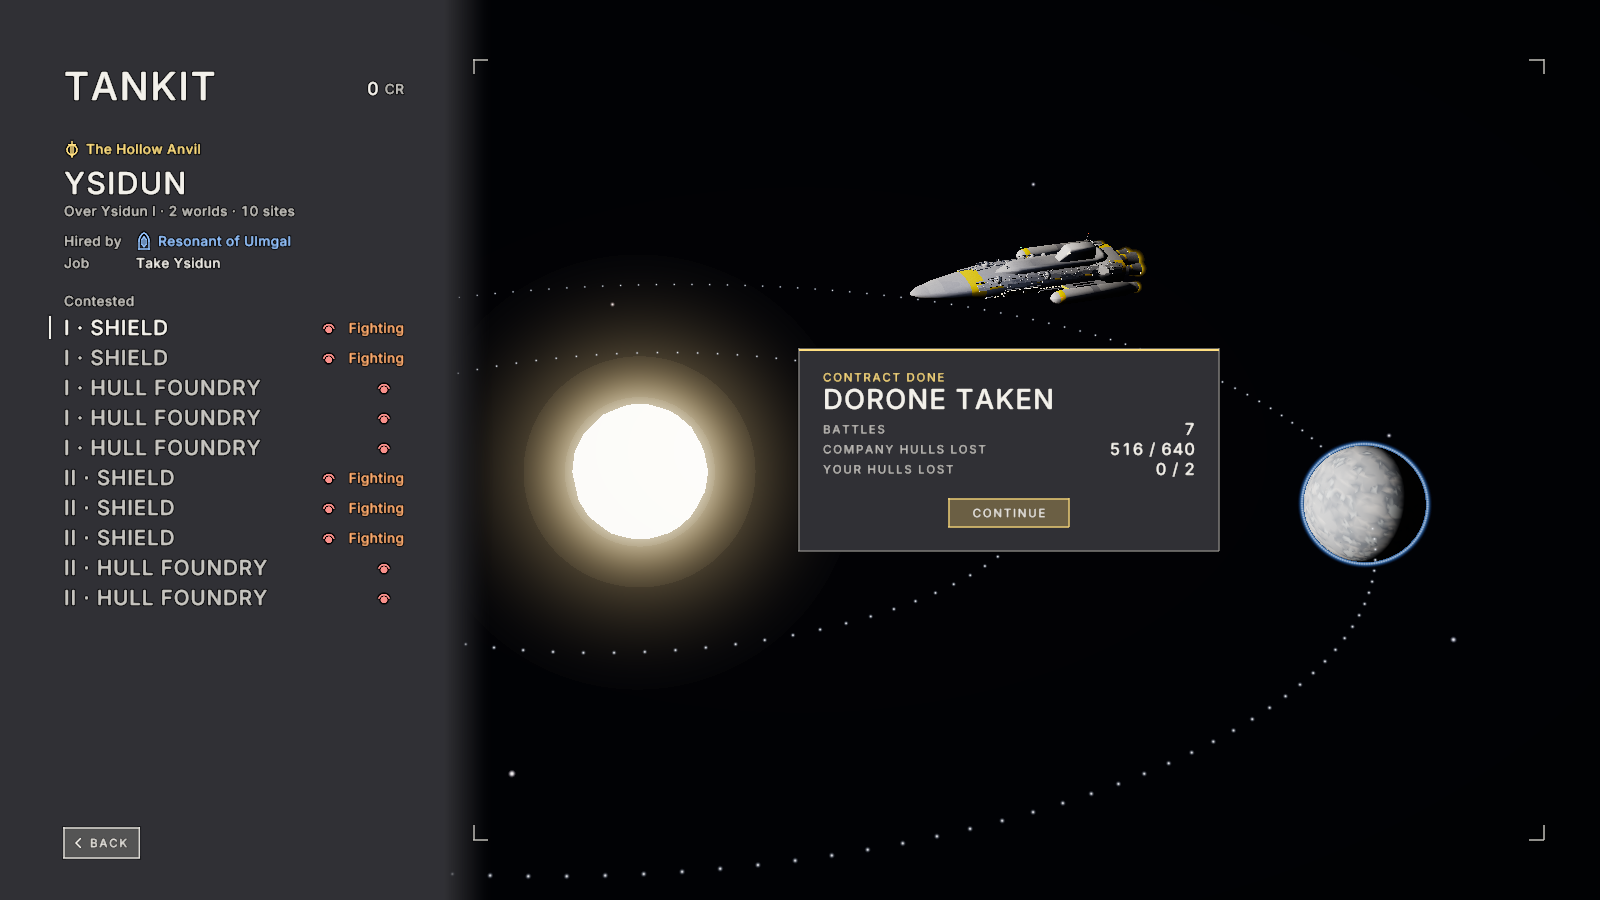 TANKIT
0 CR
The Hollow Anvil
YSIDUN
Over Ysidun I · 2 worlds · 10 sites
Hired by Resonant of Ulmgal
Job Take Ysidun
Contested
I · SHIELD Fighting
I · SHIELD Fighting
I · HULL FOUNDRY
I · HULL FOUNDRY
I · HULL FOUNDRY
II · SHIELD Fighting
II · SHIELD Fighting
II · SHIELD Fighting
II · HULL FOUNDRY
II · HULL FOUNDRY
BACK
CONTRACT DONE
DORONE TAKEN
BATTLES 7
COMPANY HULLS LOST 516 / 640
YOUR HULLS LOST 0 / 2
CONTINUE